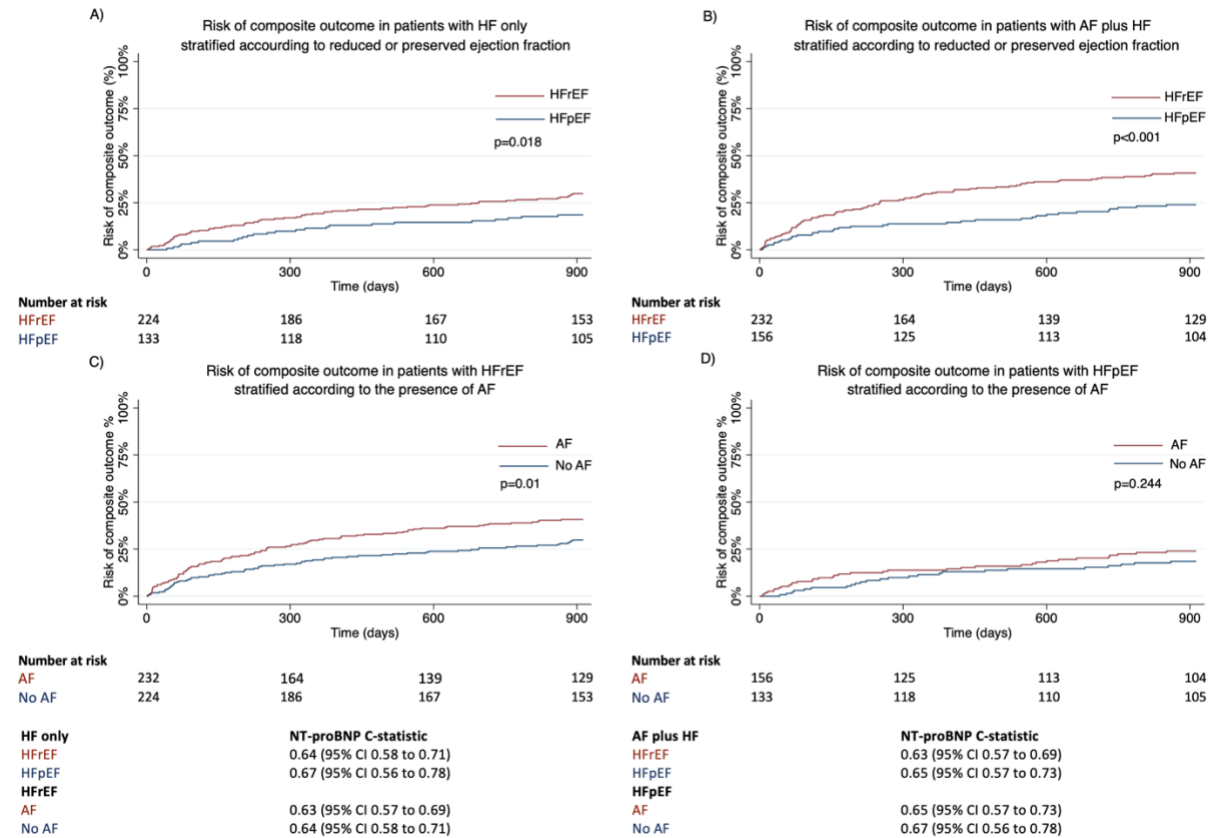 A)
Risk of composite outcome in patients with HF only
stratified accourding to reduced or preserved ejection fraction
Risk of composite outcome (%)
100%
75%
50%
25%
0%
HFrEF
HFpEF
p=0.018
0 300 600 900
Time (days)
Number at risk
HFrEF 224 186 167 153
HFpEF 133 118 110 105
B)
Risk of composite outcome in patients with AF plus HF
stratified according to reducted or preserved ejection fraction
Risk of composite outcome (%)
100%
75%
50%
25%
0%
HFrEF
HFpEF
p<0.001
0 300 600 900
Time (days)
Number at risk
HFrEF 232 164 139 129
HFpEF 156 125 113 104
C)
Risk of composite outcome in patients with HFrEF
stratified according to the presence of AF
Risk of composite outcome %
100%
75%
50%
25%
0%
AF
No AF
p=0.01
0 300 600 900
Time (days)
Number at risk
AF 232 164 139 129
No AF 224 186 167 153
D)
Risk of composite outcome in patients with HFpEF
stratified according to the presence of AF
Risk of composite outcome %
100%
75%
50%
25%
0%
AF
No AF
p=0.244
0 300 600 900
Time (days)
Number at risk
AF 156 125 113 104
No AF 133 118 110 105
HF only NT-proBNP C-statistic
HFrEF 0.64 (95% CI 0.58 to 0.71)
HFpEF 0.67 (95% CI 0.56 to 0.78)
HFrEF
AF 0.63 (95% CI 0.57 to 0.69)
No AF 0.64 (95% CI 0.58 to 0.71)
AF plus HF NT-proBNP C-statistic
HFrEF 0.63 (95% CI 0.57 to 0.69)
HFpEF 0.65 (95% CI 0.57 to 0.73)
HFpEF
AF 0.65 (95% CI 0.57 to 0.73)
No AF 0.67 (95% CI 0.56 to 0.78)